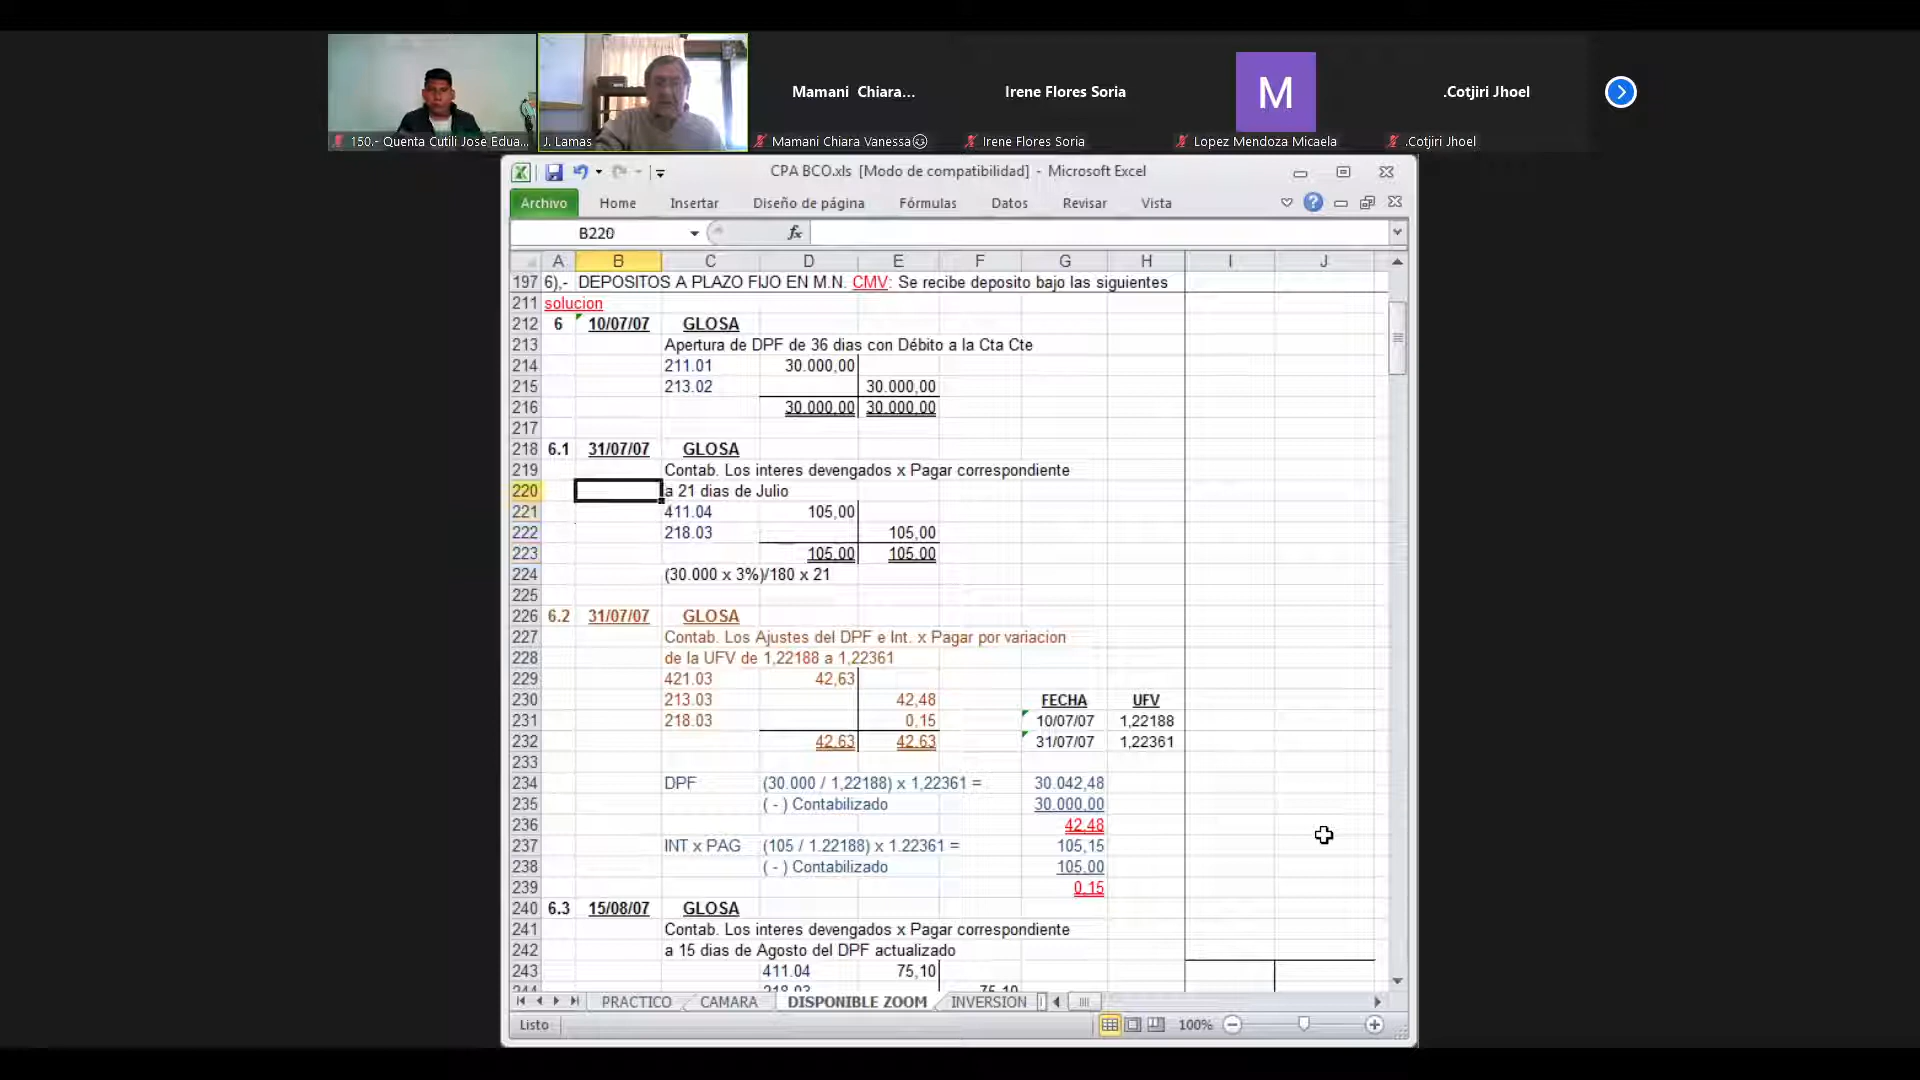 Mamani Chiara...
Irene Flores Soria
M
.Cotjiri Jhoel
150.- Quenta Cutili Jose Edua...
J. Lamas
Mamani Chiara Vanessa
Irene Flores Soria
Lopez Mendoza Micaela
.Cotjiri Jhoel
CPA BCO.xls [Modo de compatibilidad] - Microsoft Excel
Archivo Home Insertar Diseño de página Fórmulas Datos Revisar Vista
B220 fx
A B C D E F G H I J
197 6),- DEPOSITOS A PLAZO FIJO EN M.N. CMV: Se recibe deposito bajo las siguientes
211 solucion
212 6 10/07/07 GLOSA
213 Apertura de DPF de 36 dias con Débito a la Cta Cte
214 211.01 30.000,00
215 213.02 30.000,00
216 30.000,00 30.000,00
217
218 6.1 31/07/07 GLOSA
219 Contab. Los interes devengados x Pagar correspondiente
220 a 21 dias de Julio
221 411.04 105,00
222 218.03 105,00
223 105,00 105,00
224 (30.000 x 3%)/180 x 21
225
226 6.2 31/07/07 GLOSA
227 Contab. Los Ajustes del DPF e Int. x Pagar por variacion
228 de la UFV de 1,22188 a 1,22361
229 421.03 42,63
230 213.03 42,48 FECHA UFV
231 218.03 0,15 10/07/07 1,22188
232 42,63 42,63 31/07/07 1,22361
233
234 DPF (30.000 / 1,22188) x 1,22361 = 30.042,48
235 ( - ) Contabilizado 30.000,00
236 42,48
237 INT x PAG (105 / 1.22188) x 1.22361 = 105,15
238 ( - ) Contabilizado 105,00
239 0,15
240 6.3 15/08/07 GLOSA
241 Contab. Los interes devengados x Pagar correspondiente
242 a 15 dias de Agosto del DPF actualizado
243 411.04 75,10
244 218.03 75,10
PRACTICO CAMARA DISPONIBLE ZOOM INVERSION
Listo 100%